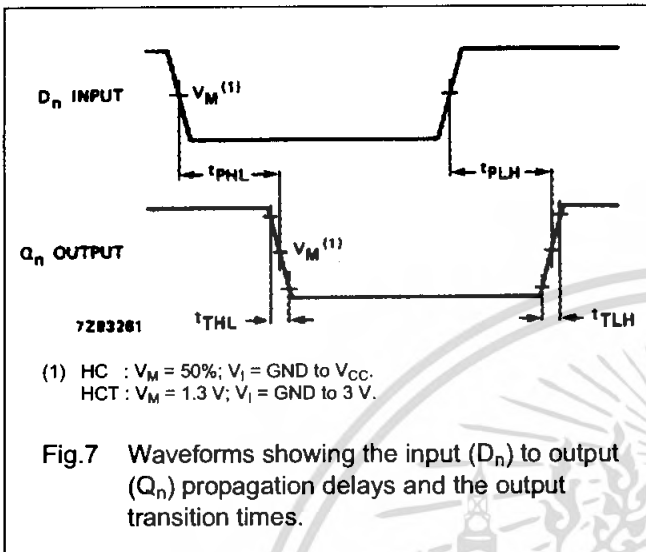 Dn INPUT
VM(1)
tPHL
tPLH
Qn OUTPUT
VM(1)
7Z83261
tTHL
tTLH
(1) HC : VM = 50%; VI = GND to VCC.
HCT : VM = 1.3 V; VI = GND to 3 V.
Fig.7 Waveforms showing the input (Dn) to output
(Qn) propagation delays and the output
transition times.